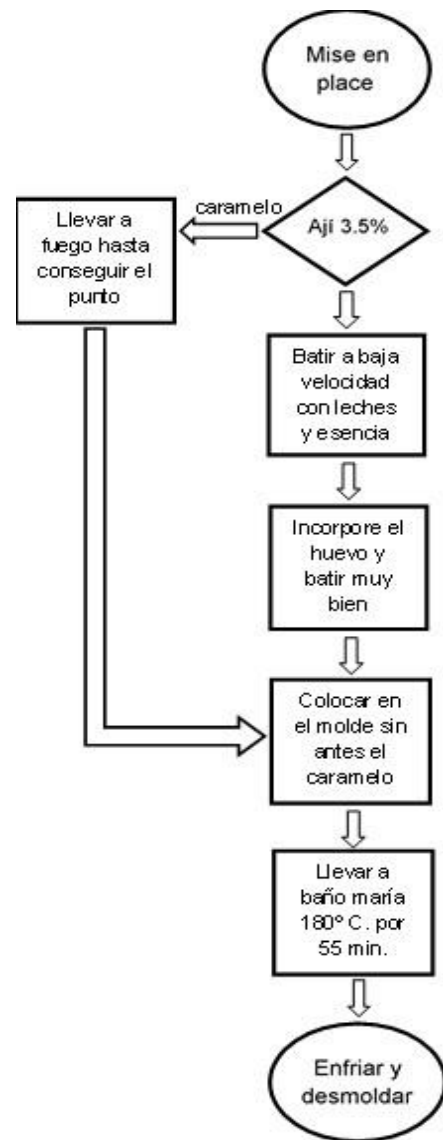 Mise en
place
caramelo
Ají 3.5%
Llevar a
fuego hasta
conseguir el
punto
Batir a baja
velocidad
con leches
y esencia
Incorpore el
huevo y
batir muy
bien
Colocar en
el molde sin
antes el
caramelo
Llevar a
baño maría
180º C. por
55 min.
Enfriar y
desmoldar